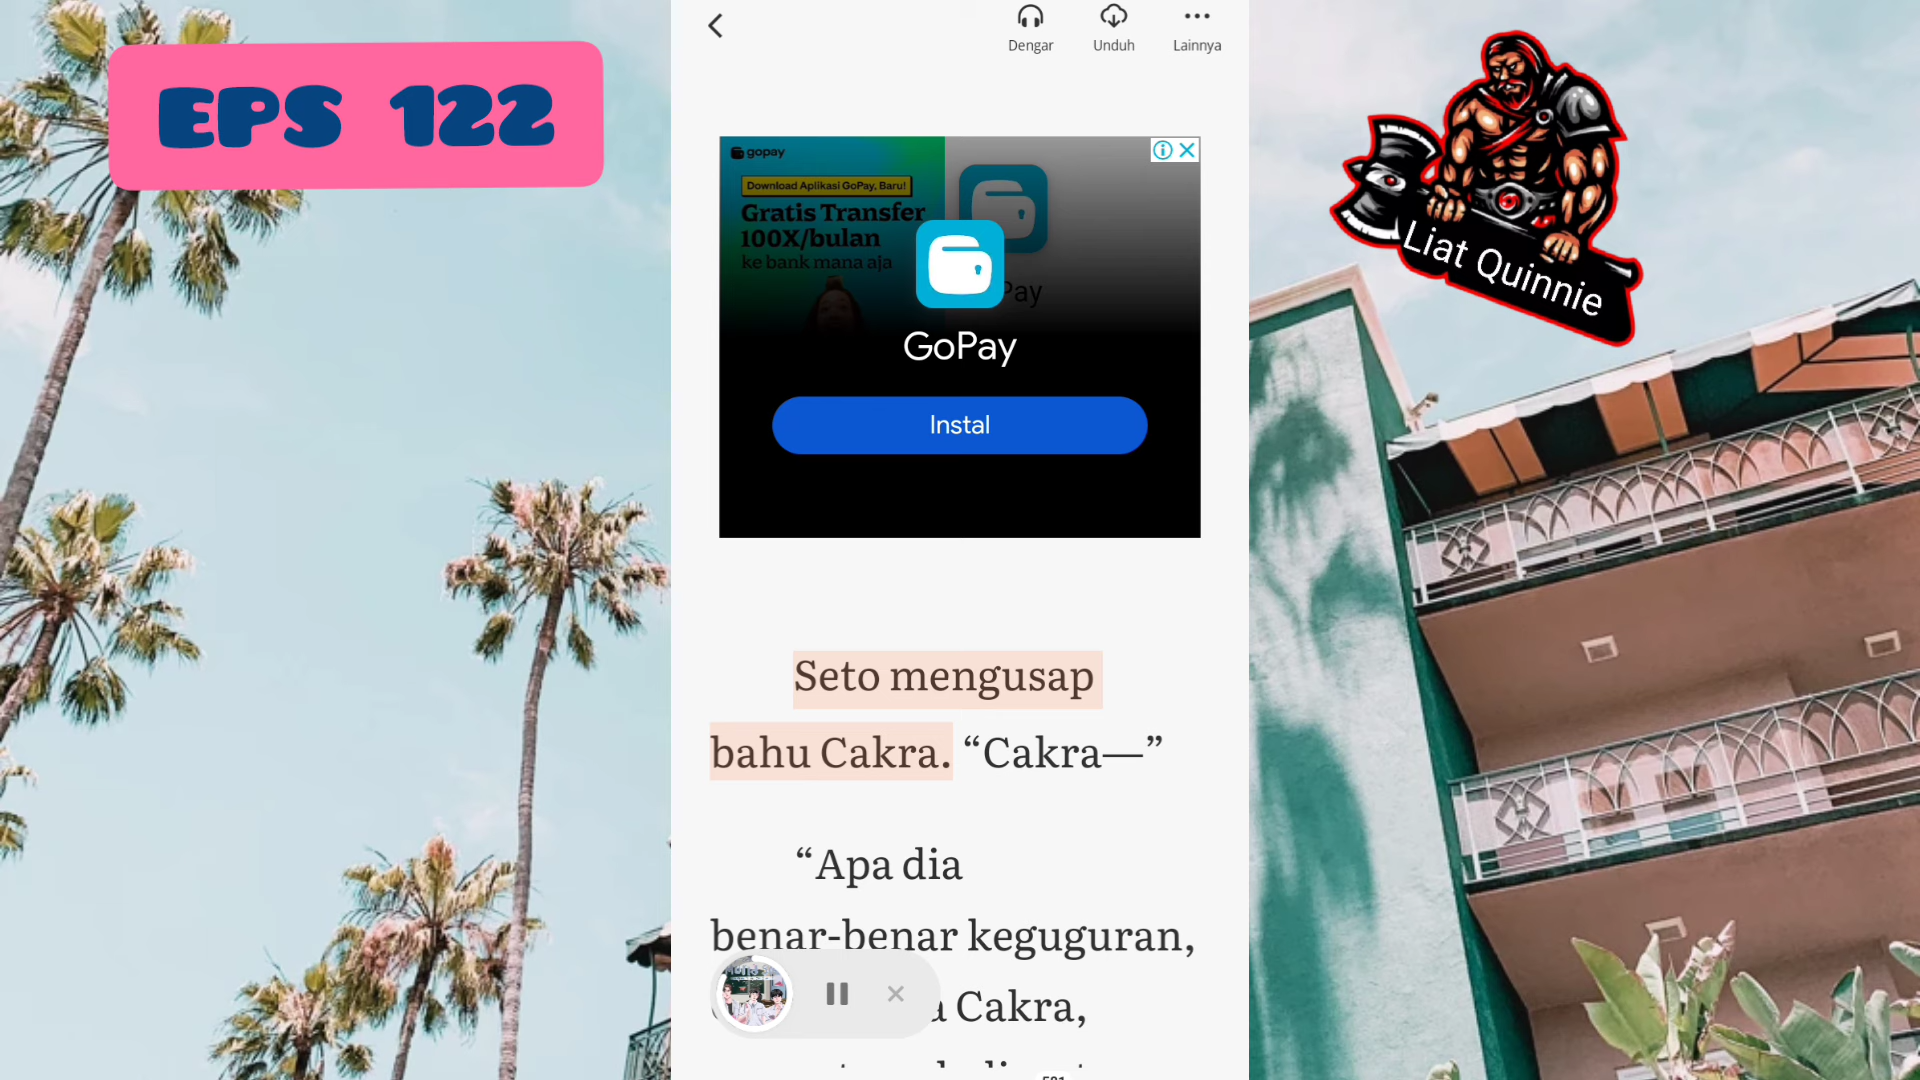 EPS 122
Dengar
Unduh
Lainnya
gopay
Download Aplikasi GoPay, Baru!
Gratis Transfer
100X/bulan
ke bank mana aja
Pay
GoPay
Instal
Liat Quinnie
Seto mengusap
bahu Cakra. “Cakra—”
“Apa dia
benar-benar keguguran,
Cakra,